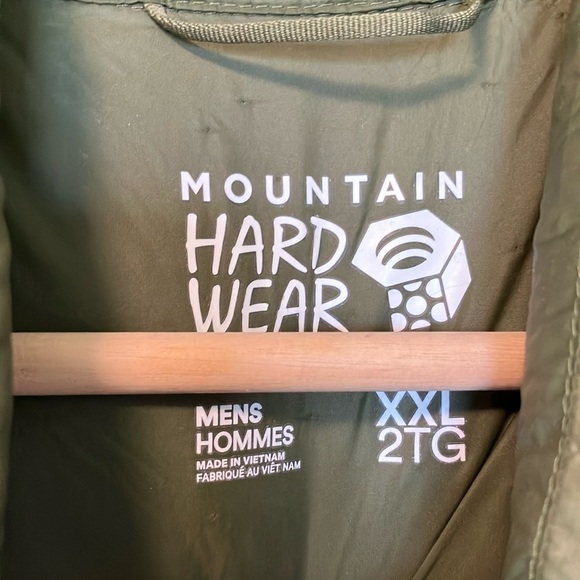 MOUNTAIN
HARD
WEAR
MENS
HOMMES
MADE IN VIETNAM
FABRIQUÉ AU VIÊT NAM
XXL
2TG